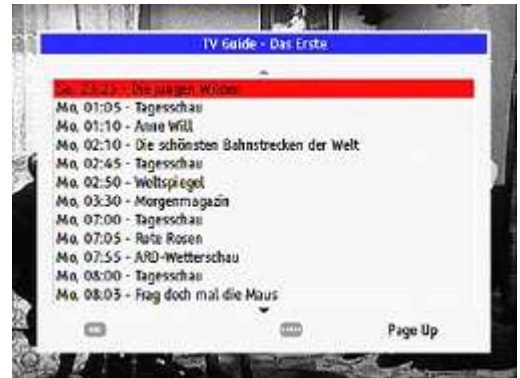 TV Guide - Das Erste
So, 23:25 - Die jungen Wilden
Mo, 01:05 - Tagesschau
Mo, 01:10 - Anne Will
Mo, 02:10 - Die schönsten Bahnstrecken der Welt
Mo, 02:45 - Tagesschau
Mo, 02:50 - Weltspiegel
Mo, 03:30 - Morgenmagazin
Mo, 07:00 - Tagesschau
Mo, 07:05 - Rote Rosen
Mo, 07:55 - ARD-Wetterschau
Mo, 08:00 - Tagesschau
Mo, 08:03 - Frag doch mal die Maus
Page Up